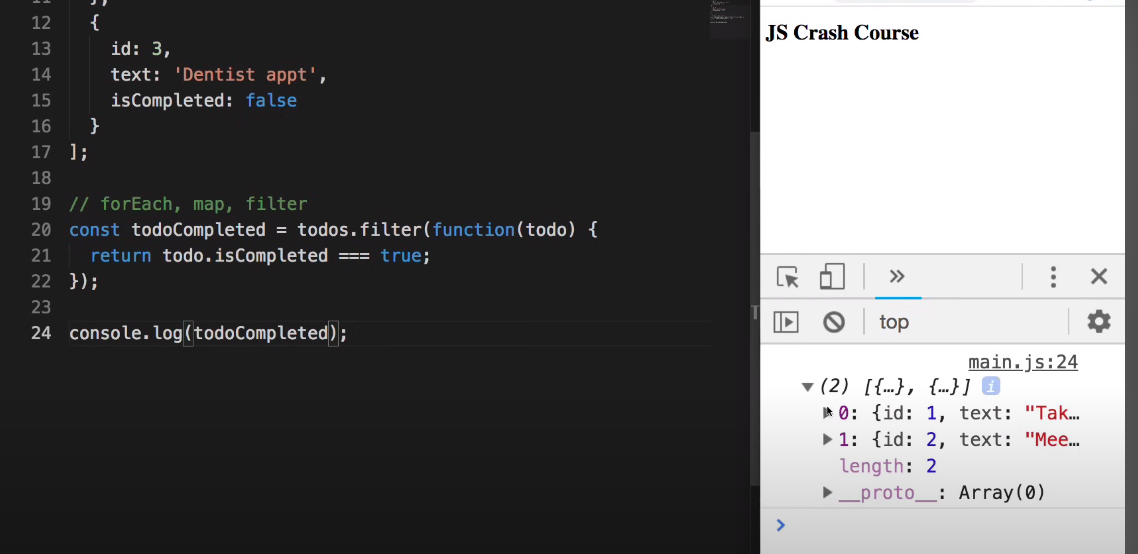 12 {
13 id: 3,
14 text: 'Dentist appt',
15 isCompleted: false
16 }
17 ];
18
19 // forEach, map, filter
20 const todoCompleted = todos.filter(function(todo) {
21 return todo.isCompleted === true;
22 });
23
24 console.log(todoCompleted);
JS Crash Course
top
main.js:24
(2) [{…}, {…}] i
0: {id: 1, text: "Tak…
1: {id: 2, text: "Mee…
length: 2
__proto__: Array(0)